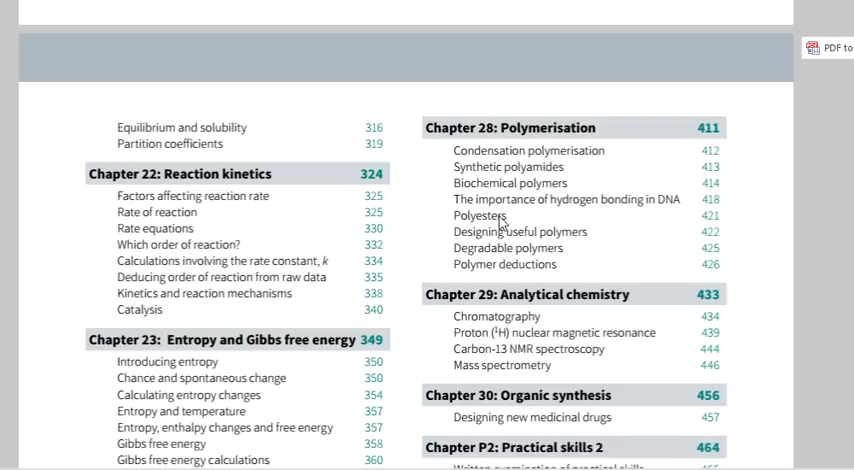 PDF to
Equilibrium and solubility 316
Partition coefficients 319
Chapter 22: Reaction kinetics 324
Factors affecting reaction rate 325
Rate of reaction 325
Rate equations 330
Which order of reaction? 332
Calculations involving the rate constant, k 334
Deducing order of reaction from raw data 335
Kinetics and reaction mechanisms 338
Catalysis 340
Chapter 23: Entropy and Gibbs free energy 349
Introducing entropy 350
Chance and spontaneous change 350
Calculating entropy changes 354
Entropy and temperature 357
Entropy, enthalpy changes and free energy 357
Gibbs free energy 358
Gibbs free energy calculations 360
Chapter 28: Polymerisation 411
Condensation polymerisation 412
Synthetic polyamides 413
Biochemical polymers 414
The importance of hydrogen bonding in DNA 418
Polyesters 421
Designing useful polymers 422
Degradable polymers 425
Polymer deductions 426
Chapter 29: Analytical chemistry 433
Chromatography 434
Proton (¹H) nuclear magnetic resonance 439
Carbon-13 NMR spectroscopy 444
Mass spectrometry 446
Chapter 30: Organic synthesis 456
Designing new medicinal drugs 457
Chapter P2: Practical skills 2 464